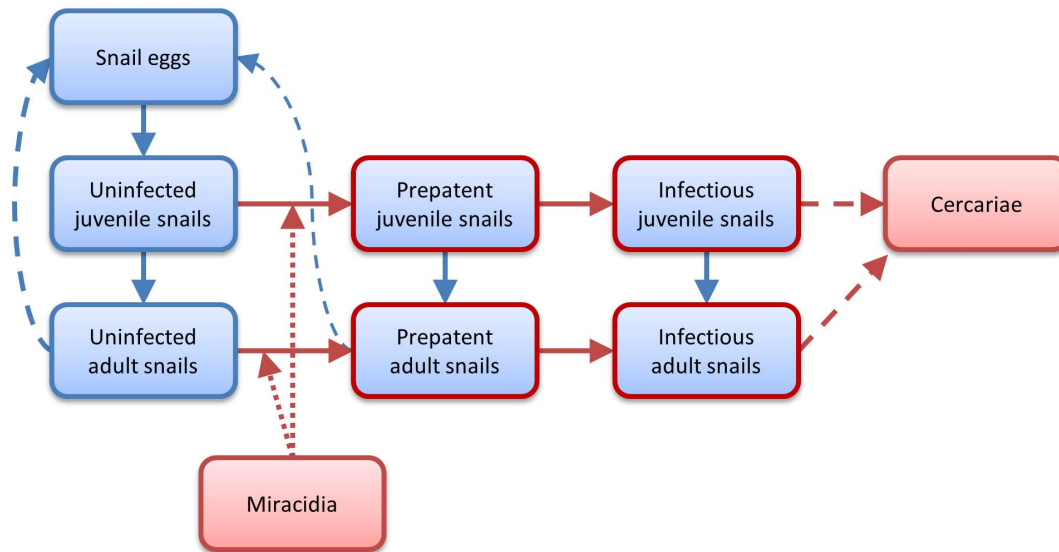 Snail eggs
Uninfected
juvenile snails
Prepatent
juvenile snails
Infectious
juvenile snails
Cercariae
Uninfected
adult snails
Prepatent
adult snails
Infectious
adult snails
Miracidia